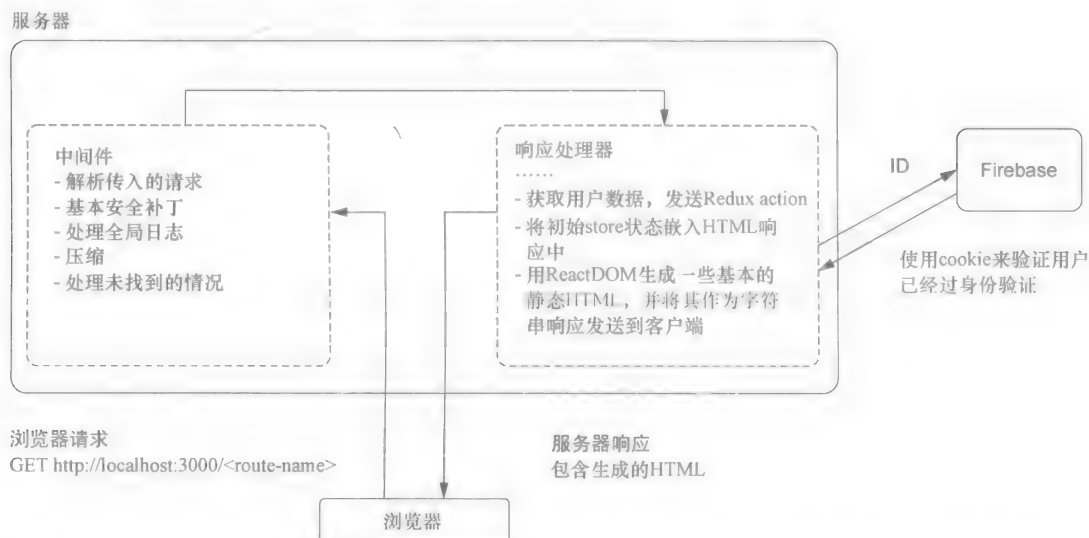 服务器
中间件
- 解析传入的请求
- 基本安全补丁
- 处理全局日志
- 压缩
- 处理未找到的情况
响应处理器
……
- 获取用户数据，发送Redux action
- 将初始store状态嵌入HTML响
应中
- 用ReactDOM生成一些基本的
静态HTML，并将其作为字符
串响应发送到客户端
ID
Firebase
使用cookie来验证用户
已经过身份验证
浏览器请求
GET http://localhost:3000/<route-name>
服务器响应
包含生成的HTML
浏览器